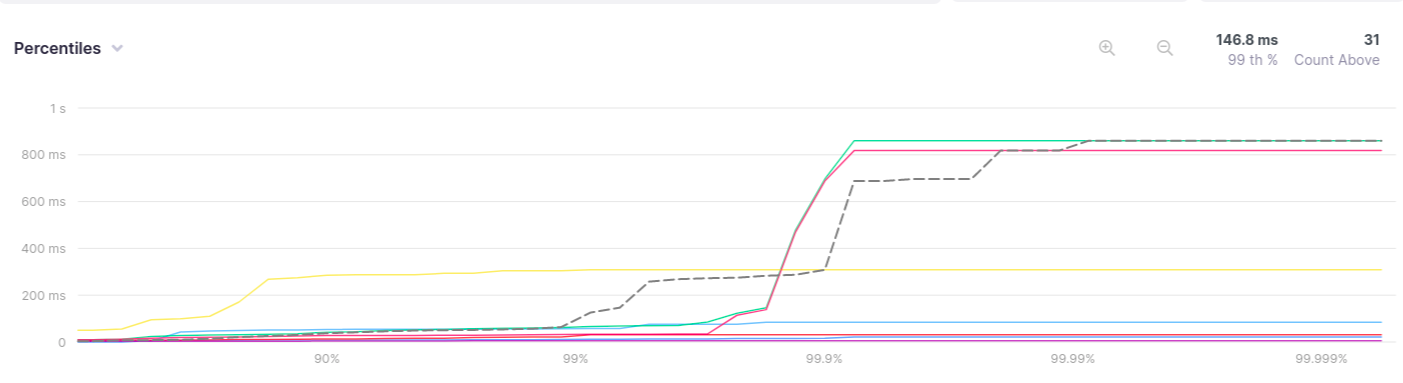 Percentiles
146.8 ms 31
99 th % Count Above
1 s
800 ms
600 ms
400 ms
200 ms
0
90% 99% 99.9% 99.99% 99.999%